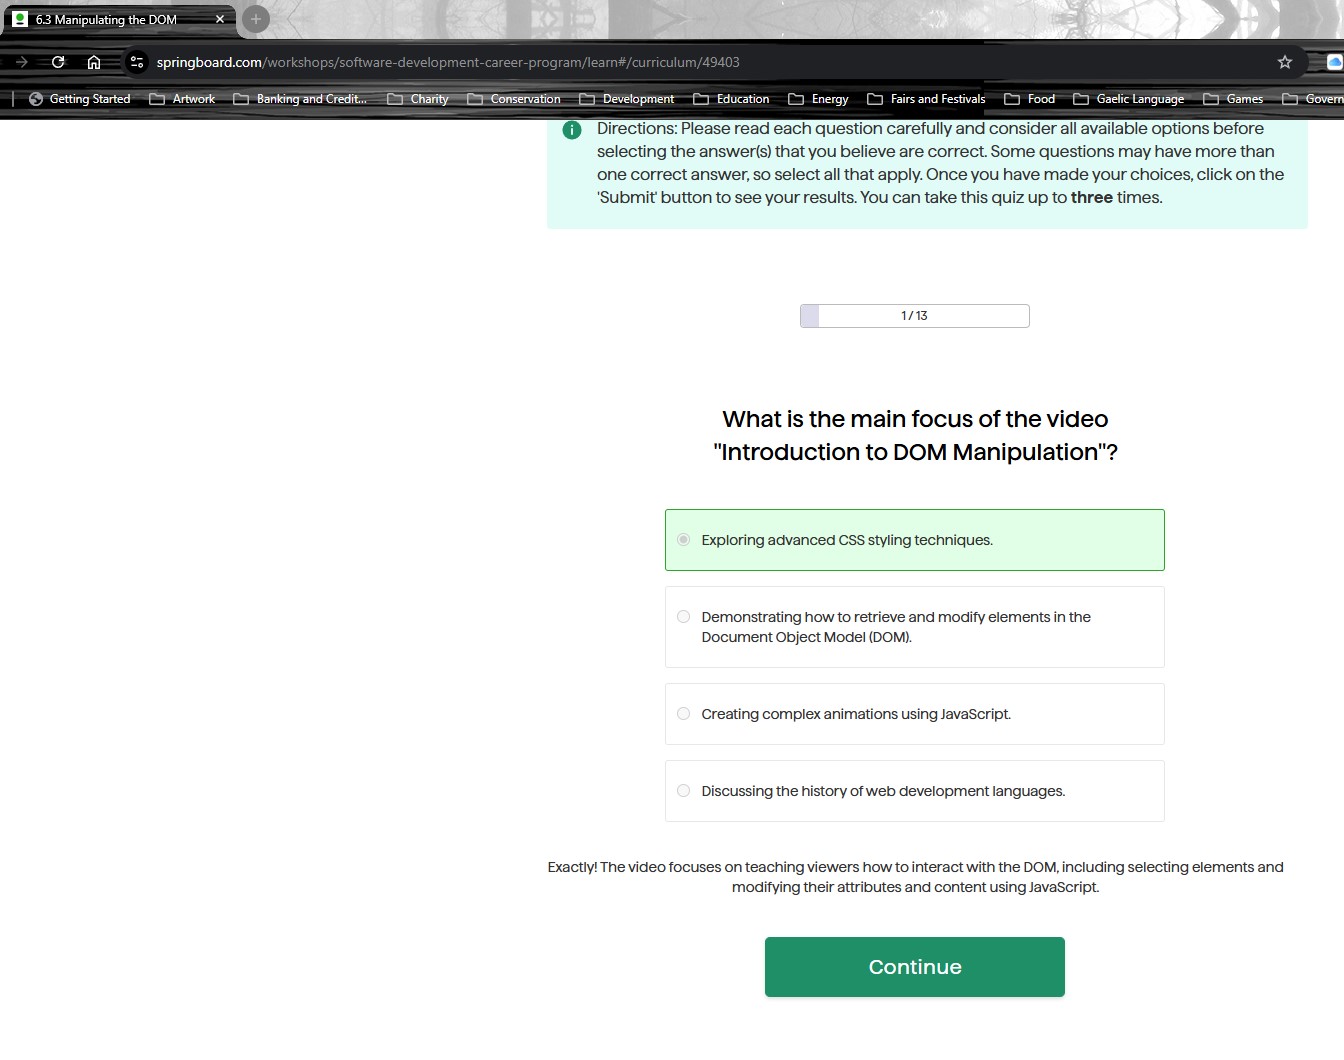 6.3 Manipulating the DOM
springboard.com/workshops/software-development-career-program/learn#/curriculum/49403
Getting Started Artwork Banking and Credit... Charity Conservation Development Education Energy Fairs and Festivals Food Gaelic Language Games Govern
Directions: Please read each question carefully and consider all available options before
selecting the answer(s) that you believe are correct. Some questions may have more than
one correct answer, so select all that apply. Once you have made your choices, click on the
'Submit' button to see your results. You can take this quiz up to three times.
1 / 13
What is the main focus of the video
"Introduction to DOM Manipulation"?
Exploring advanced CSS styling techniques.
Demonstrating how to retrieve and modify elements in the
Document Object Model (DOM).
Creating complex animations using JavaScript.
Discussing the history of web development languages.
Exactly! The video focuses on teaching viewers how to interact with the DOM, including selecting elements and
modifying their attributes and content using JavaScript.
Continue